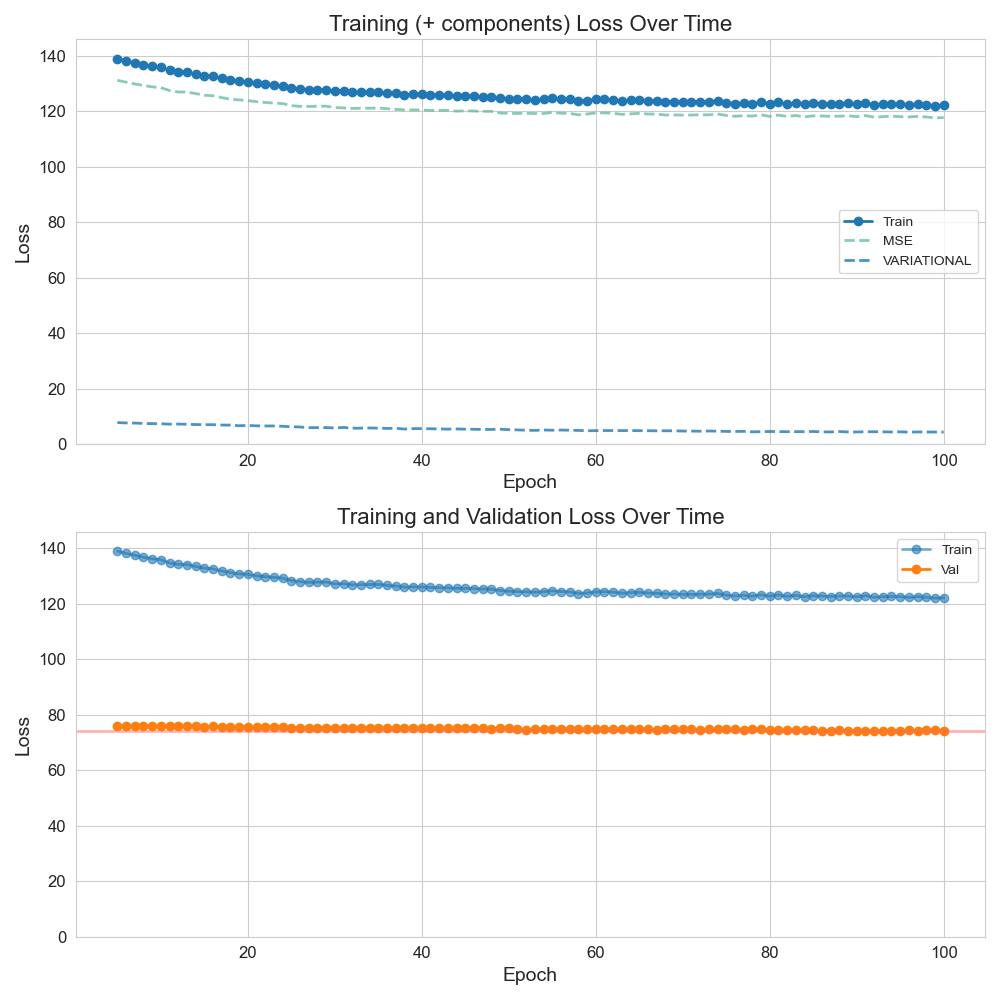 Training (+ components) Loss Over Time
140
120
100
80
60
40
20
0
Loss
Train
MSE
VARIATIONAL
20 40 60 80 100
Epoch
Training and Validation Loss Over Time
140
120
100
80
60
40
20
0
Loss
Train
Val
20 40 60 80 100
Epoch